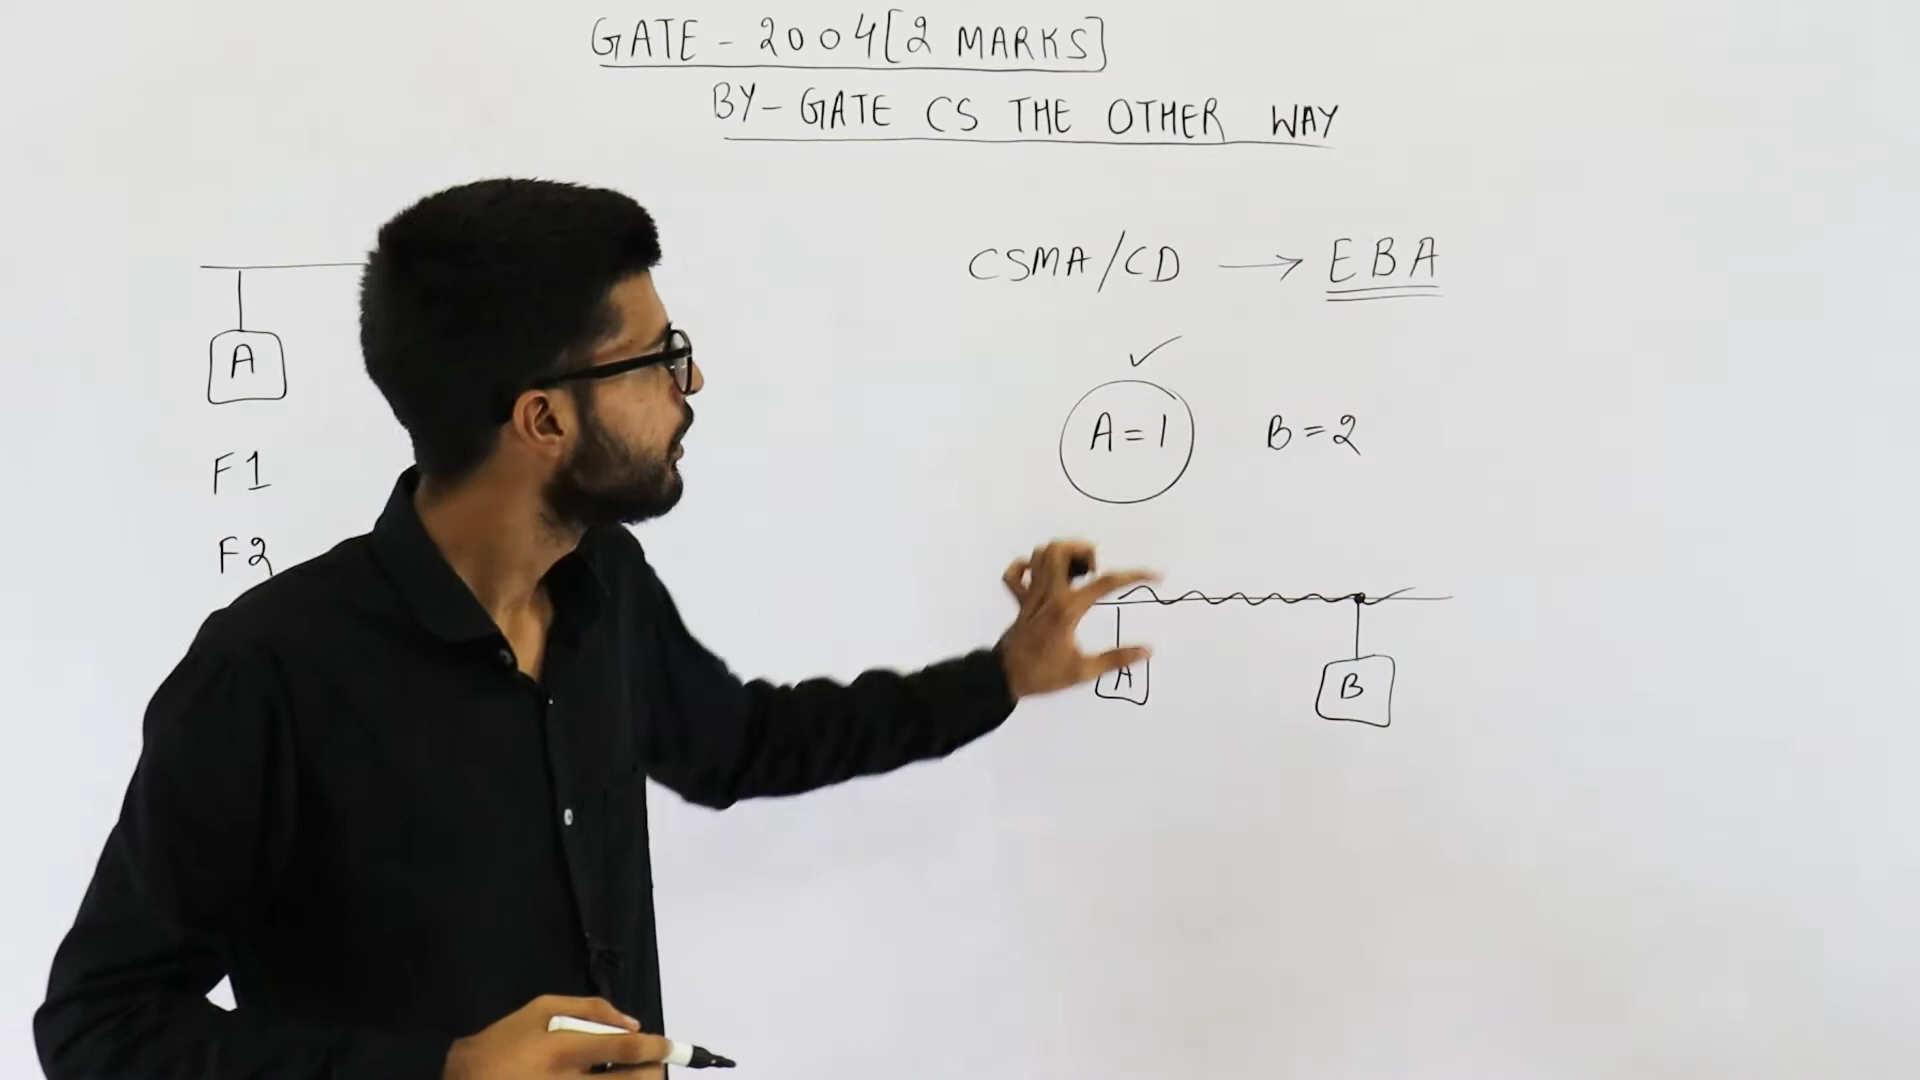 GATE - 2004 [2 MARKS]
BY - GATE CS THE OTHER WAY
CSMA/CD → EBA
A
✓
A = 1 B = 2
F1
F2
A B